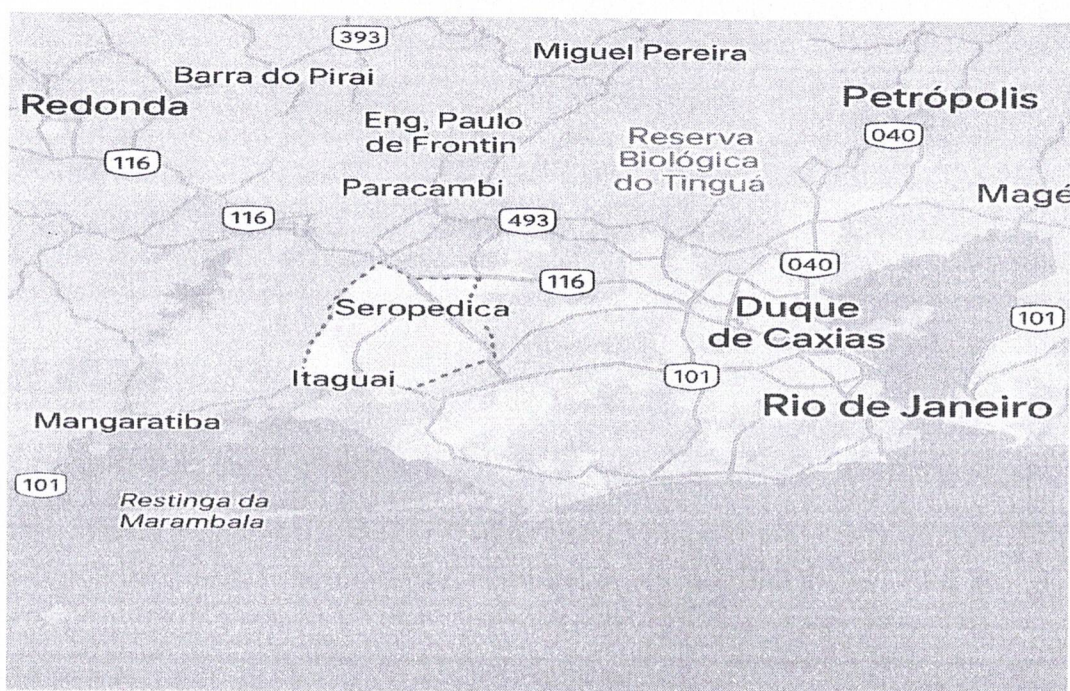 393
Miguel Pereira
Barra do Pirai
Redonda
Petrópolis
Eng, Paulo
de Frontin
040
Reserva
Biológica
do Tinguá
116
Paracambi
Magé
116
493
040
116
Seropedica
Duque
de Caxias
101
Itaguai
101
Rio de Janeiro
Mangaratiba
101
Restinga da
Marambala